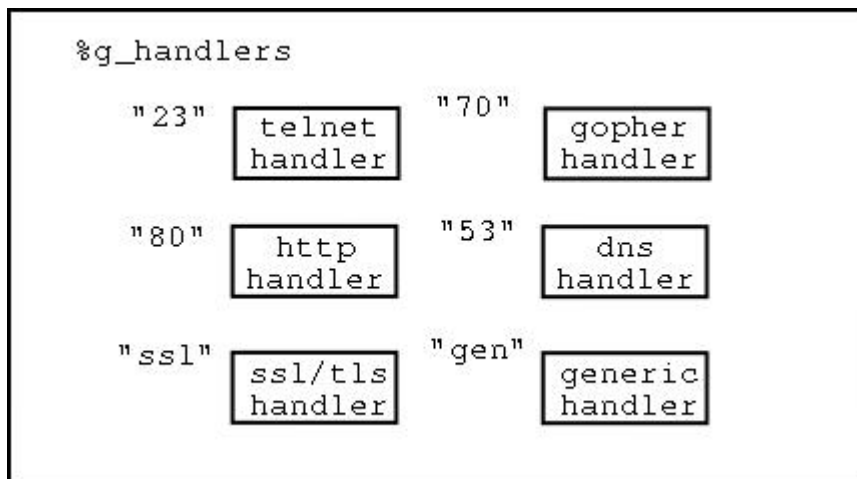 %g_handlers
"23"
telnet
handler
"70"
gopher
handler
"80"
http
handler
"53"
dns
handler
"ssl"
ssl/tls
handler
"gen"
generic
handler